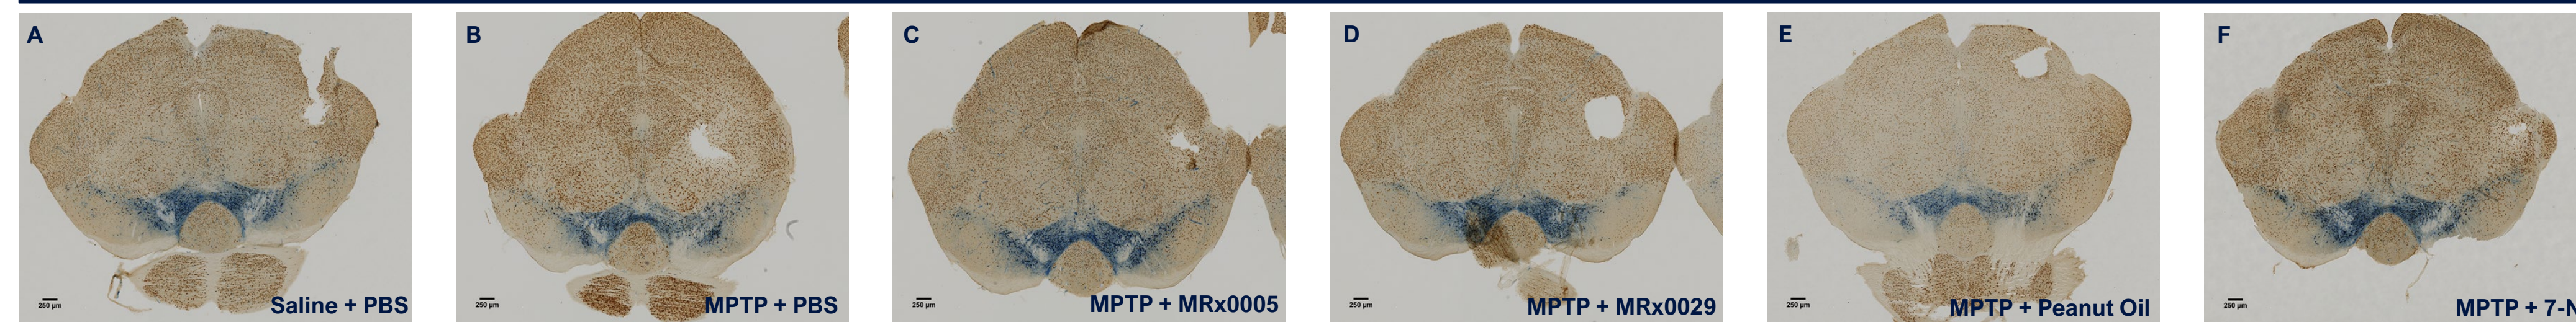 A
250 µm
Saline + PBS
B
250 µm
MPTP + PBS
C
250 µm
MPTP + MRx0005
D
250 µm
MPTP + MRx0029
E
250 µm
MPTP + Peanut Oil
F
250 µm
MPTP + 7-N